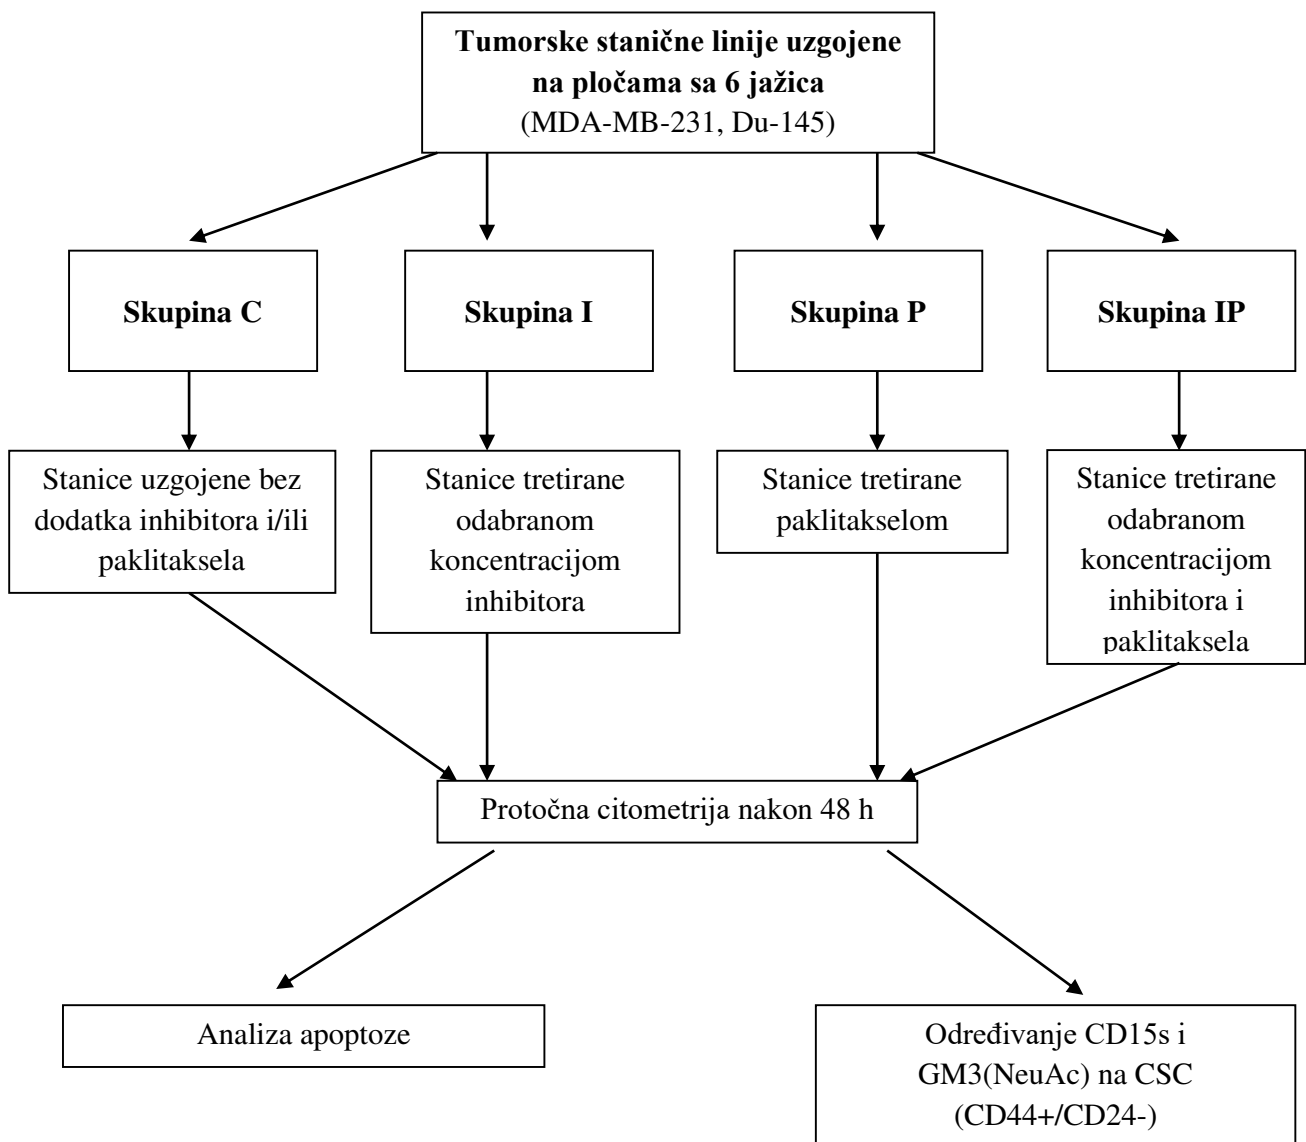 Tumorske stanične linije uzgojene
na pločama sa 6 jažica
(MDA-MB-231, Du-145)
Skupina C
Skupina I
Skupina P
Skupina IP
Stanice uzgojene bez
dodatka inhibitora i/ili
paklitaksela
Stanice tretirane
odabranom
koncentracijom
inhibitora
Stanice tretirane
paklitakselom
Stanice tretirane
odabranom
koncentracijom
inhibitora i
paklitaksela
Protočna citometrija nakon 48 h
Analiza apoptoze
Određivanje CD15s i
GM3(NeuAc) na CSC
(CD44+/CD24-)